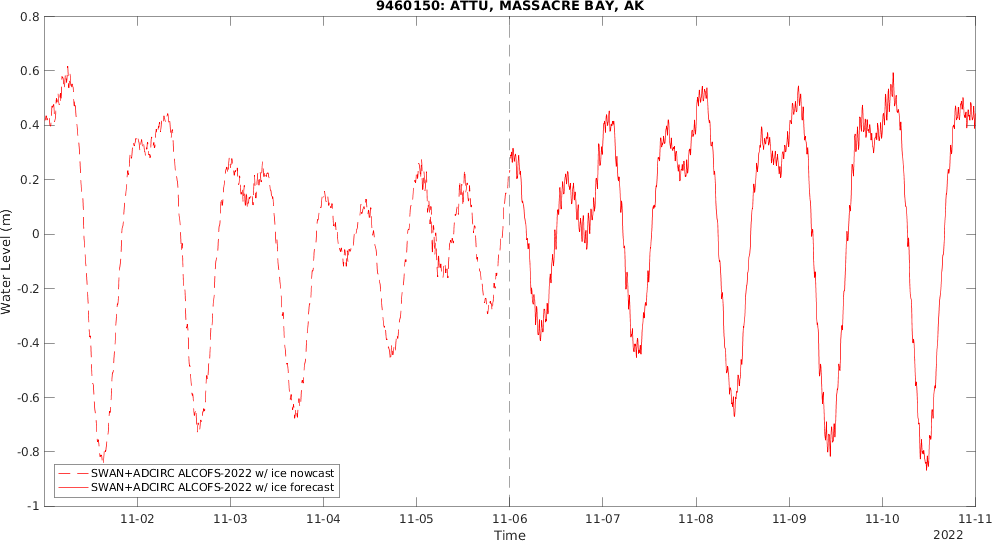 9460150: ATTU, MASSACRE BAY, AK
0.8
0.6
0.4
0.2
0
-0.2
-0.4
-0.6
-0.8
-1
Water Level (m)
SWAN+ADCIRC ALCOFS-2022 w/ ice nowcast
SWAN+ADCIRC ALCOFS-2022 w/ ice forecast
11-02 11-03 11-04 11-05 11-06 11-07 11-08 11-09 11-10 11-11
Time
2022